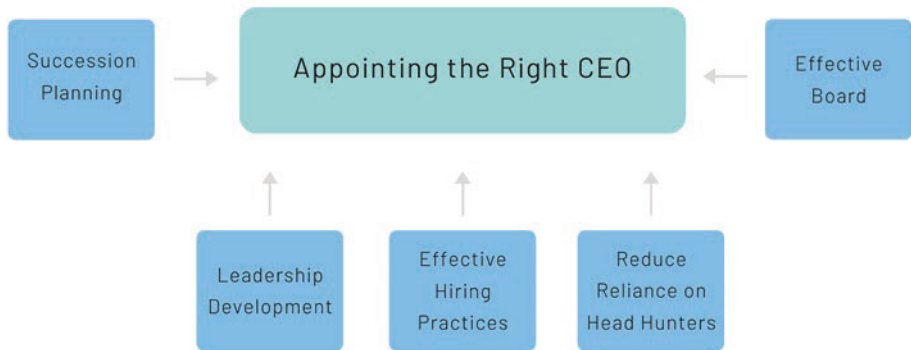 Succession
Planning
Appointing the Right CEO
Effective
Board
Leadership
Development
Effective
Hiring
Practices
Reduce
Reliance on
Head Hunters